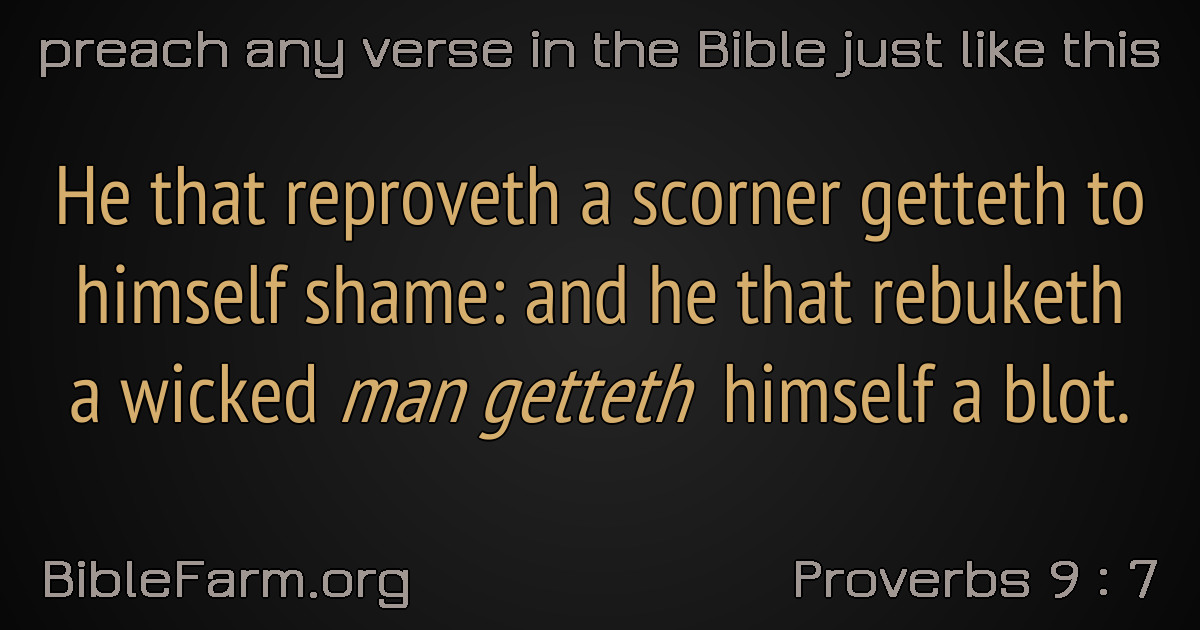 preach any verse in the Bible just like this
He that reproveth a scorner getteth to
himself shame: and he that rebuketh
a wicked man getteth himself a blot.
BibleFarm.org
Proverbs 9 : 7